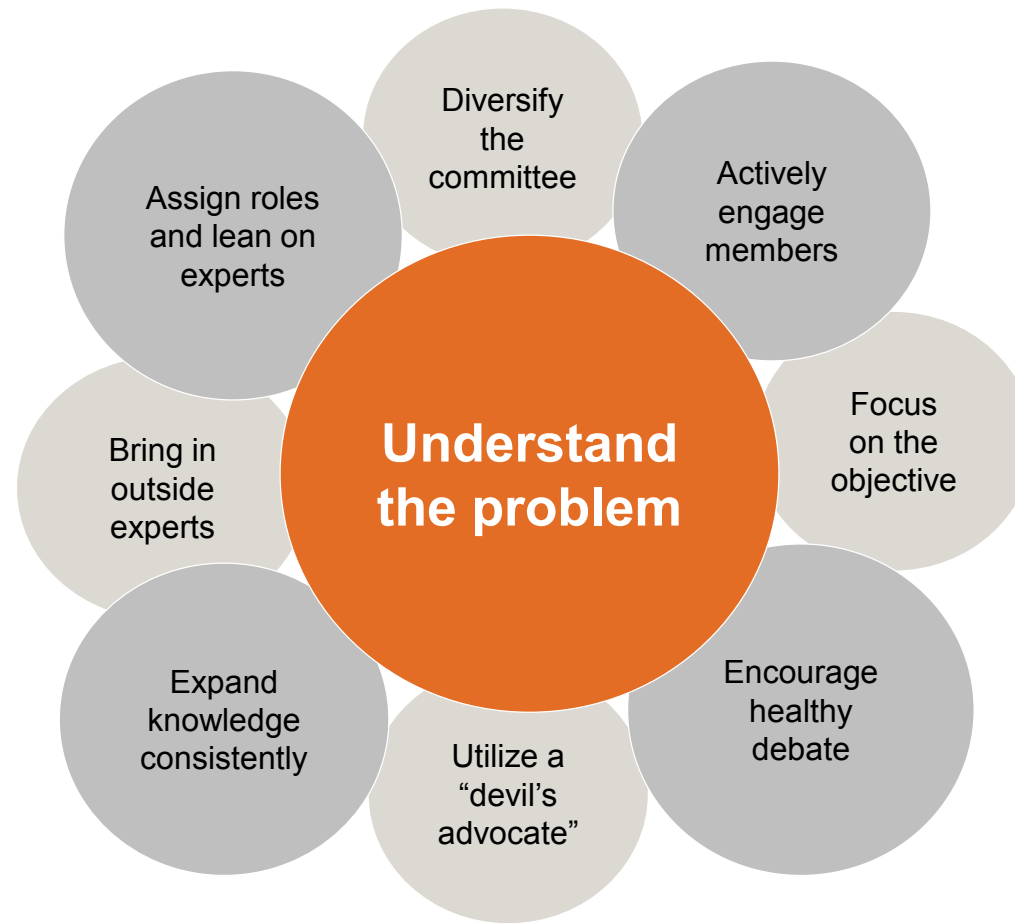 Diversify
the
committee
Actively
engage
members
Focus
on the
objective
Encourage
healthy
debate
Utilize a
“devil’s
advocate”
Expand
knowledge
consistently
Bring in
outside
experts
Assign roles
and lean on
experts
Understand
the problem